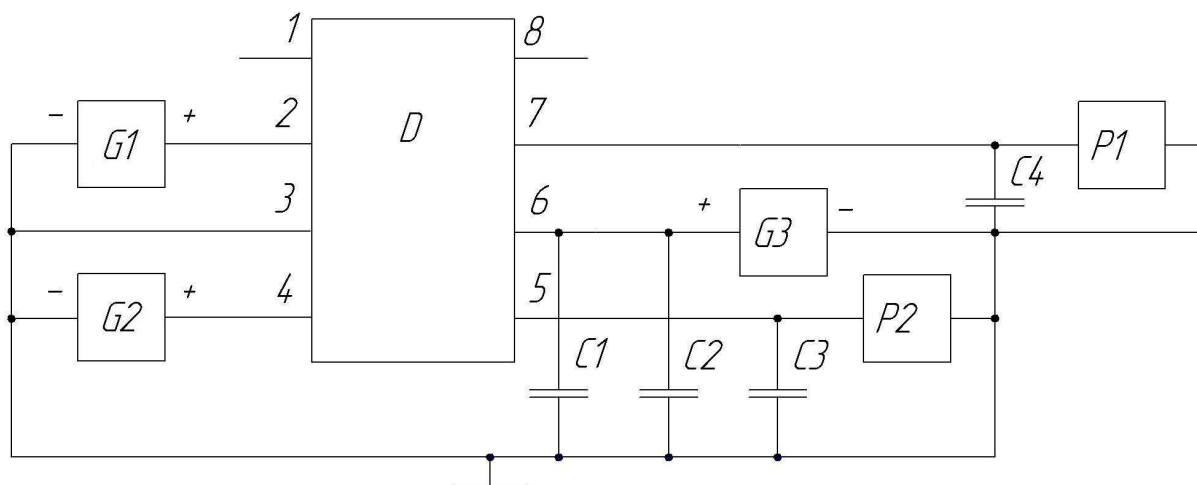 1 8
- G1 + 2 D 7 P1
3 6 + G3 - C4
- G2 + 4 5 P2
C1 C2 C3